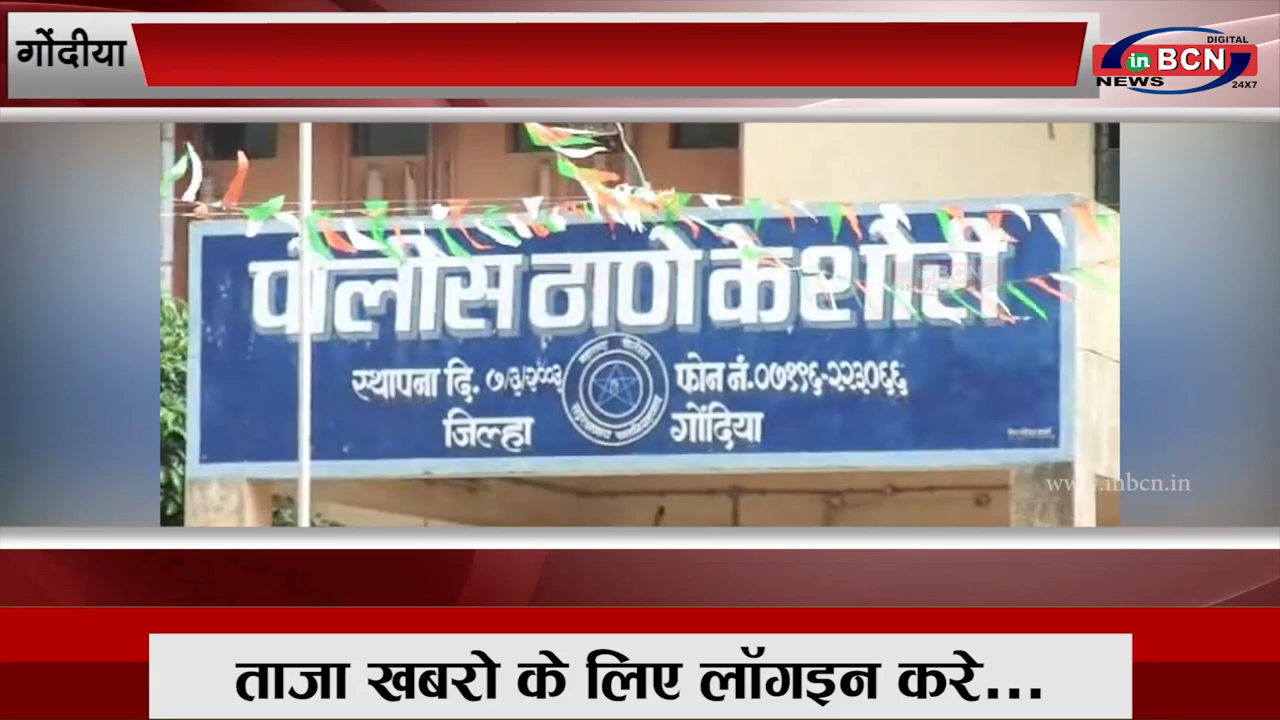 गोंदीया
DIGITAL
in BCN
NEWS 24X7
पोलीस ठाणे केशोरी
स्थापना दि. ७/३/२००३
फोन नं.०७१९६-२२३०६६
जिल्हा
गोंदिया
www.inbcn.in
ताजा खबरो के लिए लॉगइन करे...